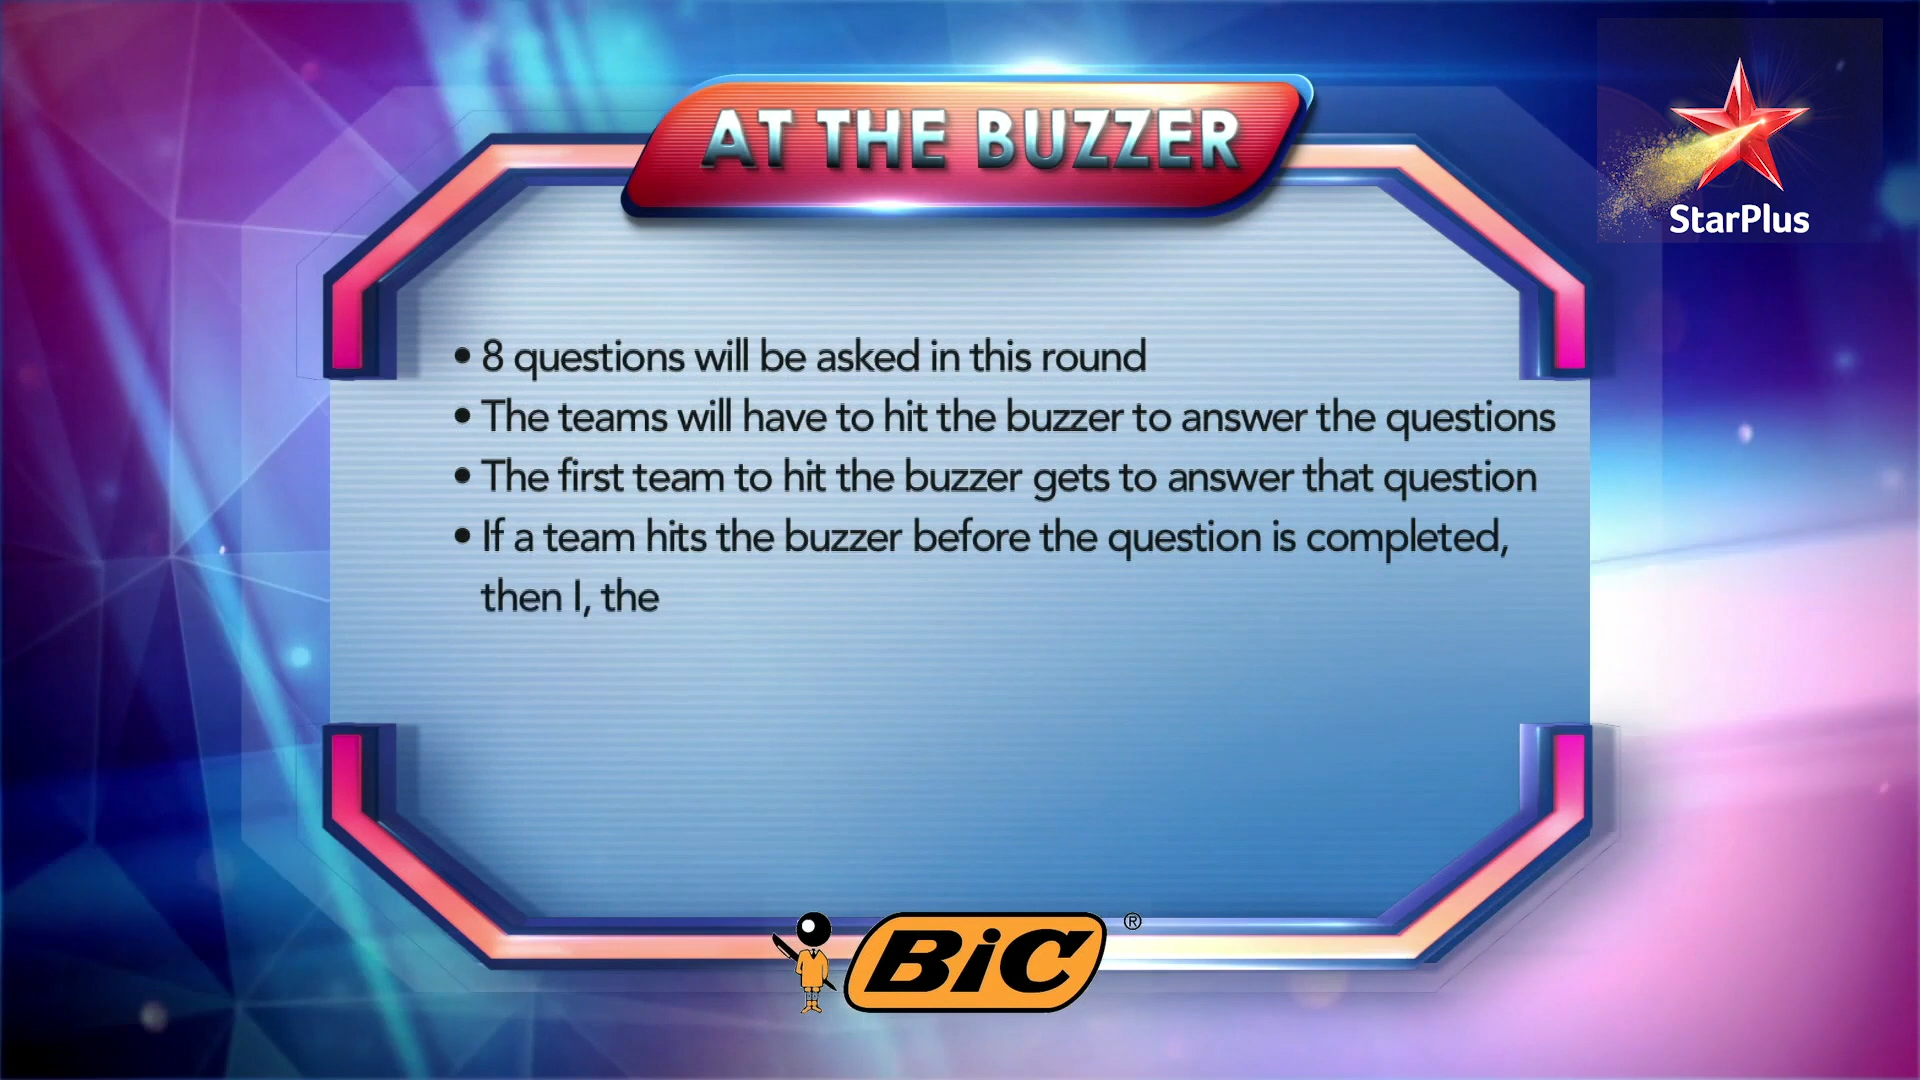 AT THE BUZZER
StarPlus
• 8 questions will be asked in this round
• The teams will have to hit the buzzer to answer the questions
• The first team to hit the buzzer gets to answer that question
• If a team hits the buzzer before the question is completed,
then I, the
BiC ®